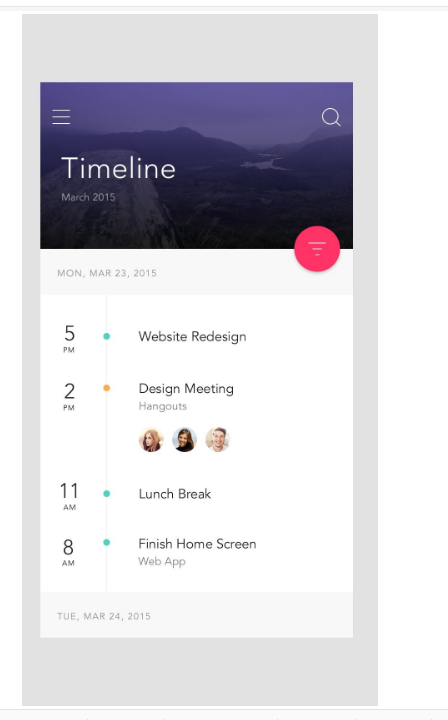 Timeline
March 2015
MON, MAR 23, 2015
5
PM
Website Redesign
2
PM
Design Meeting
Hangouts
11
AM
Lunch Break
8
AM
Finish Home Screen
Web App
TUE, MAR 24, 2015